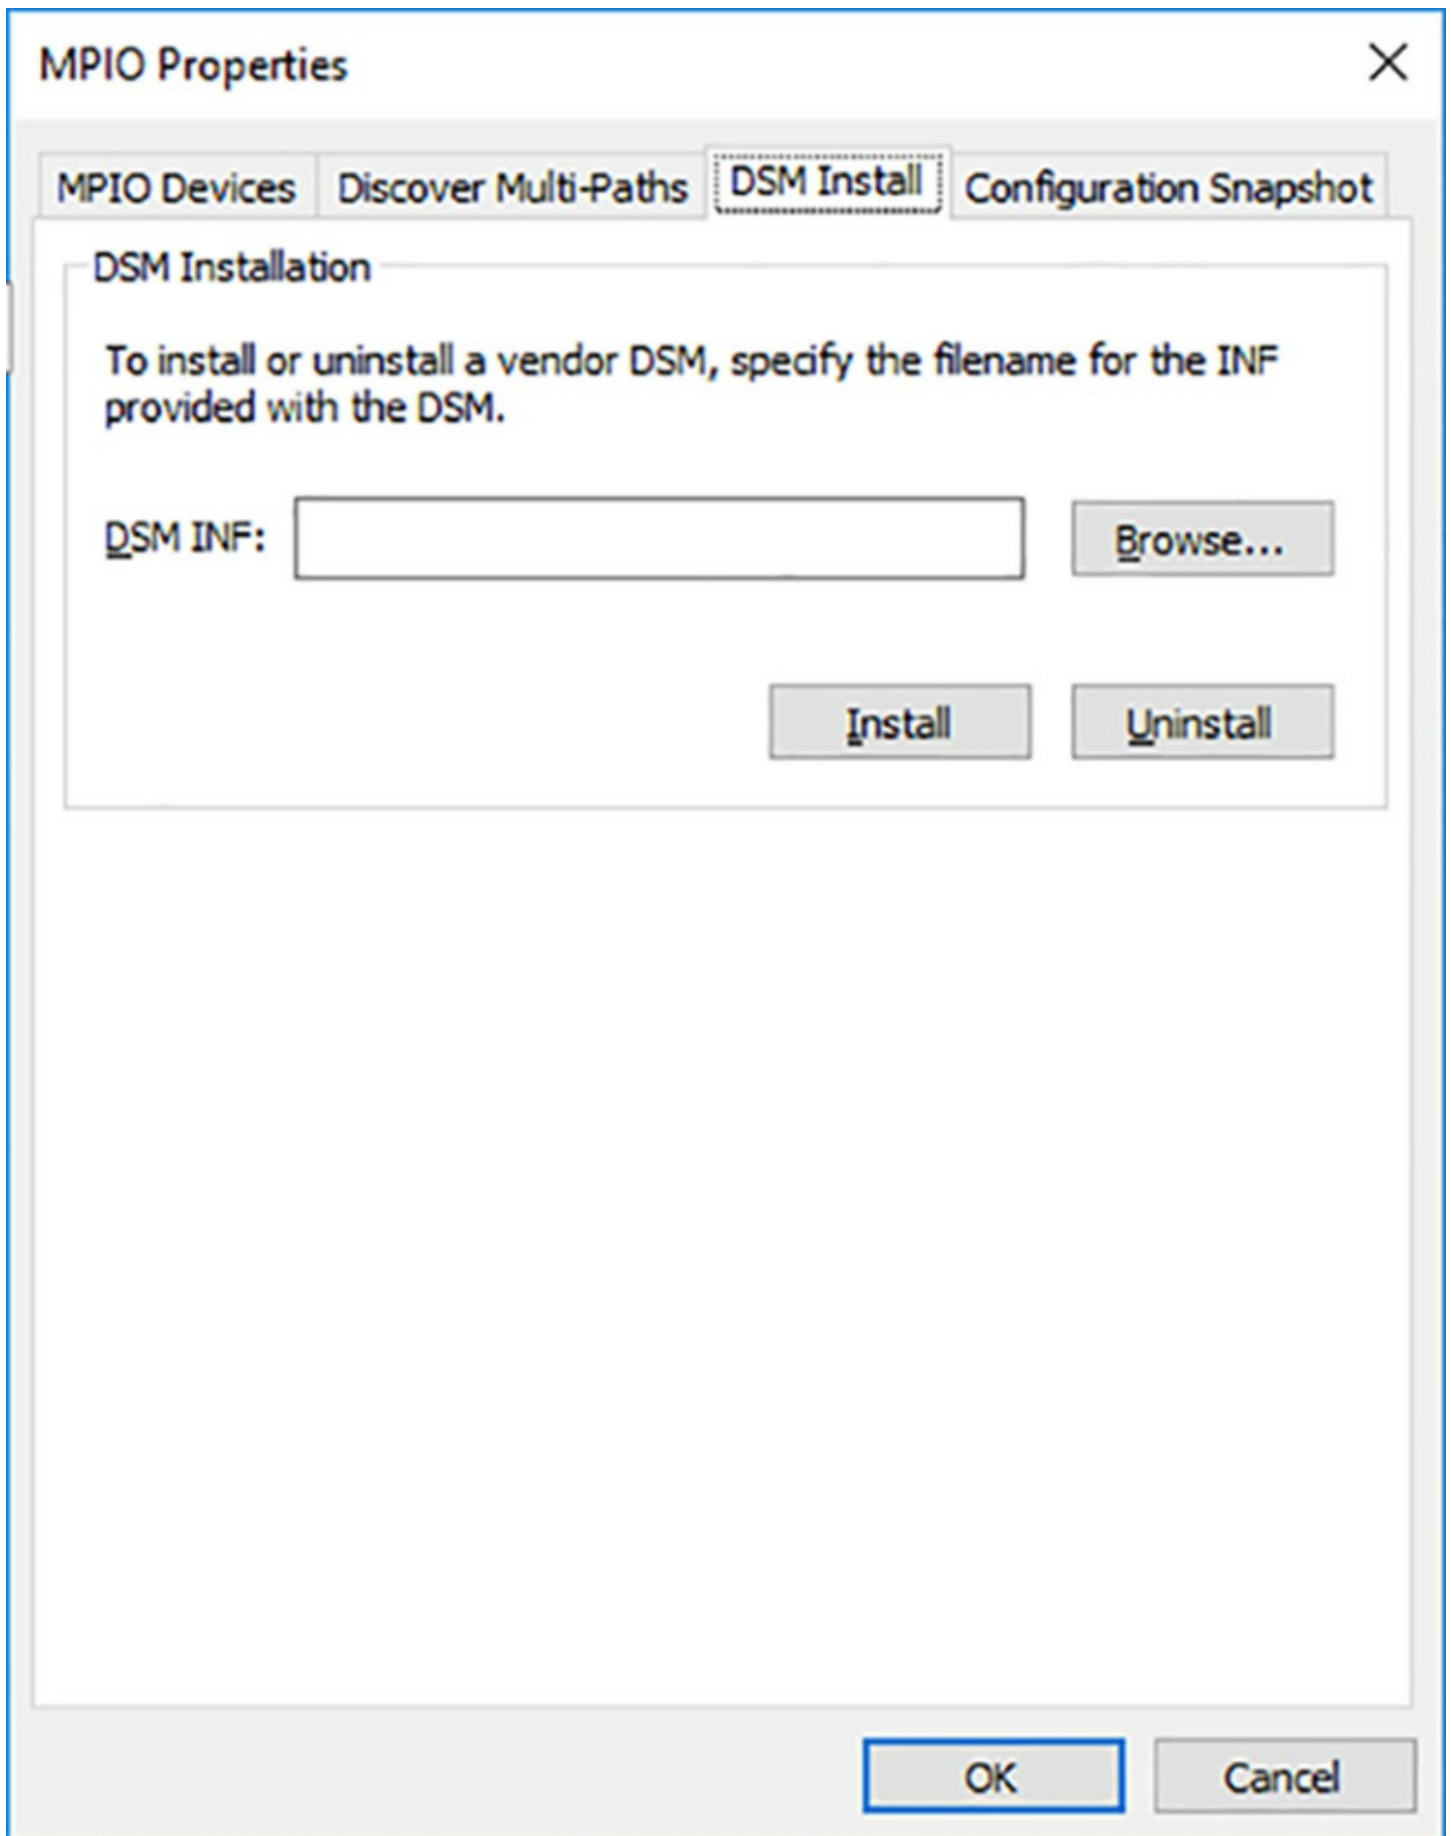 MPIO Properties
MPIO Devices
Discover Multi-Paths
DSM Install
Configuration Snapshot
DSM Installation
To install or uninstall a vendor DSM, specify the filename for the INF
provided with the DSM.
DSM INF:
Browse...
Install
Uninstall
OK
Cancel